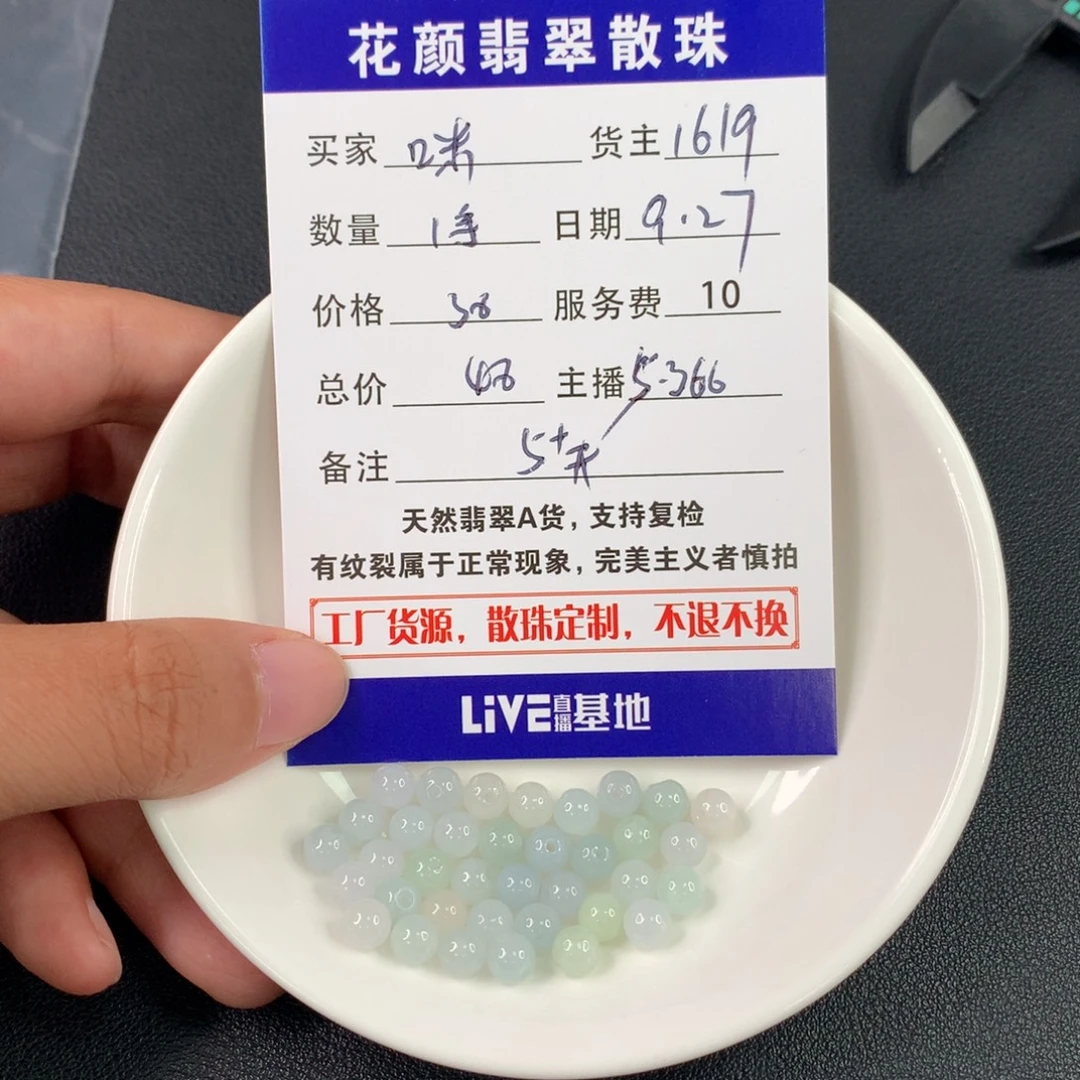 花颜翡翠散珠
买家 咪 货主 1619
数量 1手 日期 9.27
价格 服务费 10
总价 主播 5-366
备注 5+
天然翡翠A货，支持复检
有纹裂属于正常现象，完美主义者慎拍
工厂货源，散珠定制，不退不换
LiVE直播基地